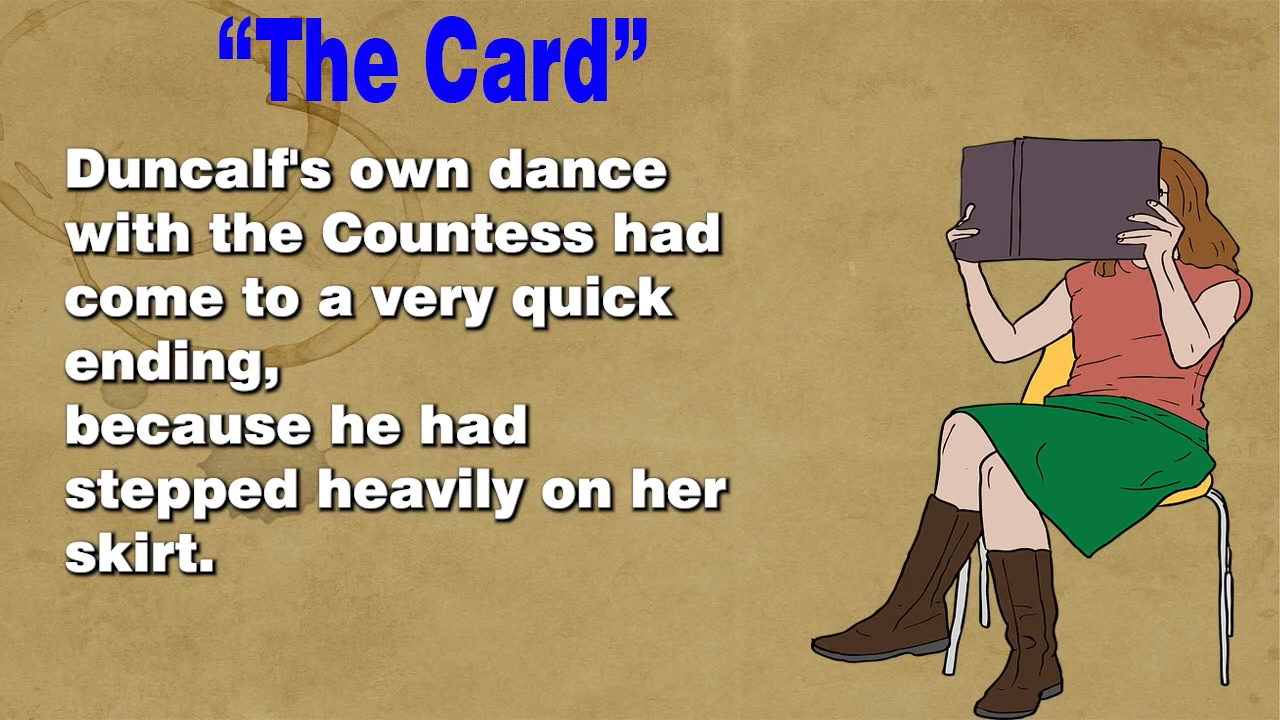 “The Card”
Duncalf's own dance
with the Countess had
come to a very quick
ending,
because he had
stepped heavily on her
skirt.